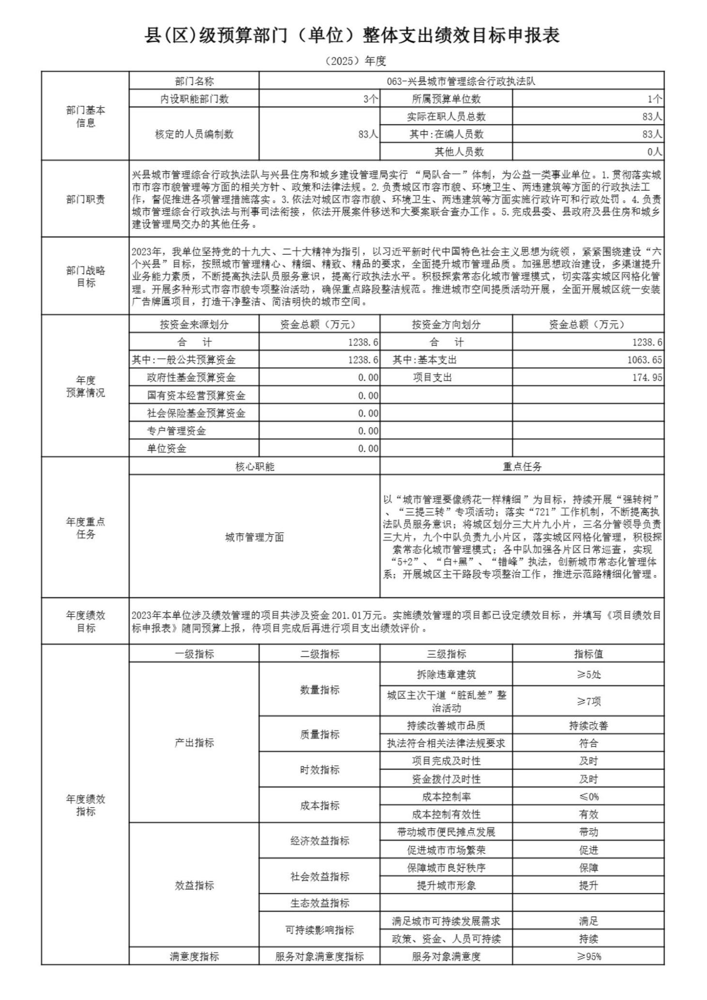 县(区)级预算部门（单位）整体支出绩效目标申报表
（2025）年度
部门基本
信息
部门名称
063-兴县城市管理综合行政执法队
内设职能部门数
3个
所属预算单位数
1个
核定的人员编制数
83人
实际在职人员总数
83人
其中:在编人员数
83人
其他人员数
0人
部门职责
兴县城市管理综合行政执法队与兴县住房和城乡建设管理局实行 “局队合一”体制，为公益一类事业单位。1.贯彻落实城
市市容市貌管理等方面的相关方针、政策和法律法规。2.负责城区市容市貌、环境卫生、两违建筑等方面的行政执法工
作，督促推进各项管理措施落实。3.依法对城区市容市貌、环境卫生、两违建筑等方面实施行政许可和行政处罚。4.负责
城市管理综合行政执法与刑事司法衔接，依法开展案件移送和大要案联合查办工作。5.完成县委、县政府及县住房和城乡
建设管理局交办的其他任务。
部门战略
目标
2023年，我单位坚持党的十九大、二十大精神为指引，以习近平新时代中国特色社会主义思想为统领，紧紧围绕建设“六
个兴县”目标，按照城市管理精心、精细、精致、精品的要求，全面提升城市管理品质。加强思想政治建设，多渠道提升
业务能力素质，不断提高执法队员服务意识，提高行政执法水平。积极探索常态化城市管理模式，切实落实城区网格化管
理。开展多种形式市容市貌专项整治活动，确保重点路段整洁规范。推进城市空间提质活动开展，全面开展城区统一安装
广告牌匾项目，打造干净整洁、简洁明快的城市空间。
年度
预算情况
按资金来源划分
资金总额（万元）
按资金方向划分
资金总额（万元）
合 计
1238.6
合 计
1238.6
其中:一般公共预算资金
1238.6
其中:基本支出
1063.65
政府性基金预算资金
0.00
项目支出
174.95
国有资本经营预算资金
0.00
社会保险基金预算资金
0.00
专户管理资金
0.00
单位资金
0.00
年度重点
任务
核心职能
重点任务
城市管理方面
以“城市管理要像绣花一样精细”为目标，持续开展“强转树”
、“三提三转”专项活动；落实“721”工作机制，不断提高执
法队员服务意识；将城区划分三大片九小片，三名分管领导负责
三大片，九个中队负责九小片区，落实城区网格化管理，积极探
索常态化城市管理模式；各中队加强各片区日常巡查，实现
“5+2”、“白+黑”、“错峰”执法，创新城市常态化管理体
系；开展城区主干路段专项整治工作，推进示范路精细化管理。
年度绩效
目标
2023年本单位涉及绩效管理的项目共涉及资金201.01万元。实施绩效管理的项目都已设定绩效目标，并填写《项目绩效目
标申报表》随同预算上报，待项目完成后再进行项目支出绩效评价。
年度绩效
指标
一级指标
二级指标
三级指标
指标值
产出指标
数量指标
拆除违章建筑
≥5处
城区主次干道“脏乱差”整
治活动
≥7项
质量指标
持续改善城市品质
持续改善
执法符合相关法律法规要求
符合
时效指标
项目完成及时性
及时
资金拨付及时性
及时
成本指标
成本控制率
≤0%
成本控制有效性
有效
效益指标
经济效益指标
带动城市便民摊点发展
带动
促进城市市场繁荣
促进
社会效益指标
保障城市良好秩序
保障
提升城市形象
提升
生态效益指标
可持续影响指标
满足城市可持续发展需求
满足
政策、资金、人员可持续
持续
满意度指标
服务对象满意度指标
服务对象满意度
≥95%